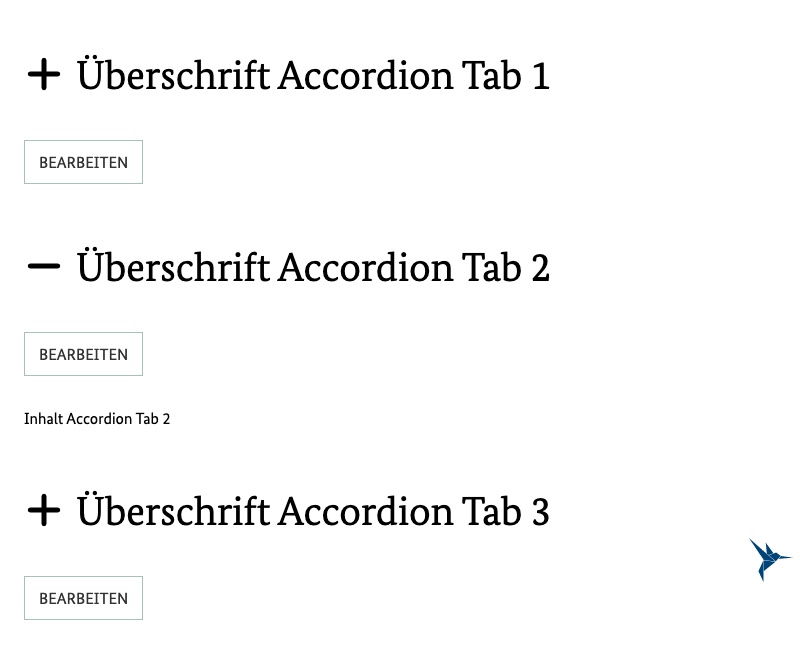 Überschrift Accordion Tab 1
BEARBEITEN
Überschrift Accordion Tab 2
BEARBEITEN
Inhalt Accordion Tab 2
Überschrift Accordion Tab 3
BEARBEITEN